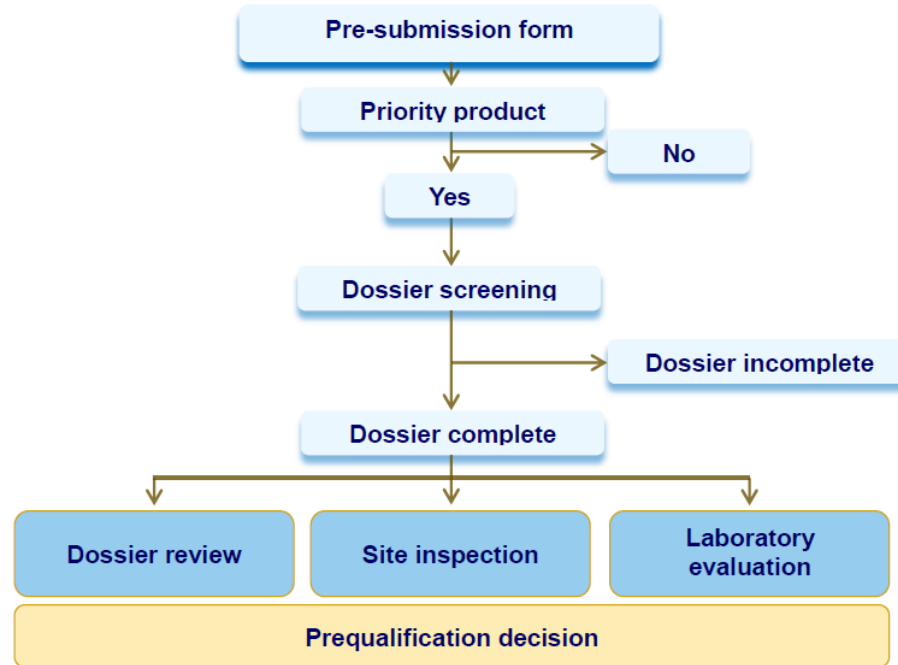 Pre-submission form
Priority product
No
Yes
Dossier screening
Dossier incomplete
Dossier complete
Dossier review
Site inspection
Laboratory
evaluation
Prequalification decision